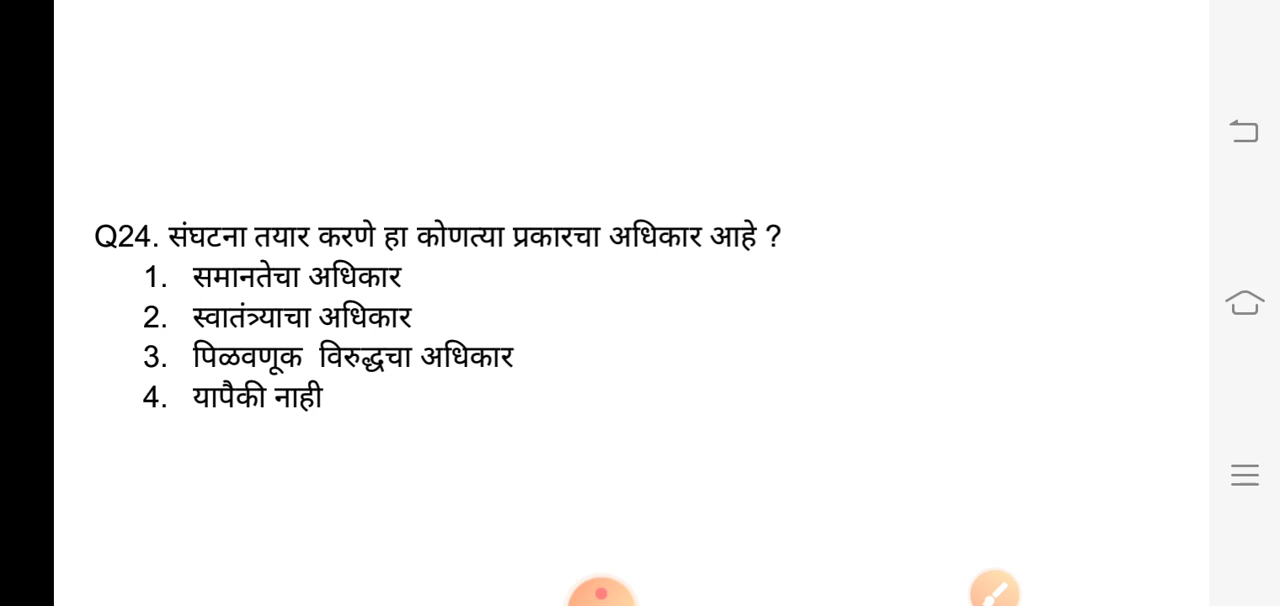 Q24. संघटना तयार करणे हा कोणत्या प्रकारचा अधिकार आहे ?
1. समानतेचा अधिकार
2. स्वातंत्र्याचा अधिकार
3. पिळवणूक विरुद्धचा अधिकार
4. यापैकी नाही